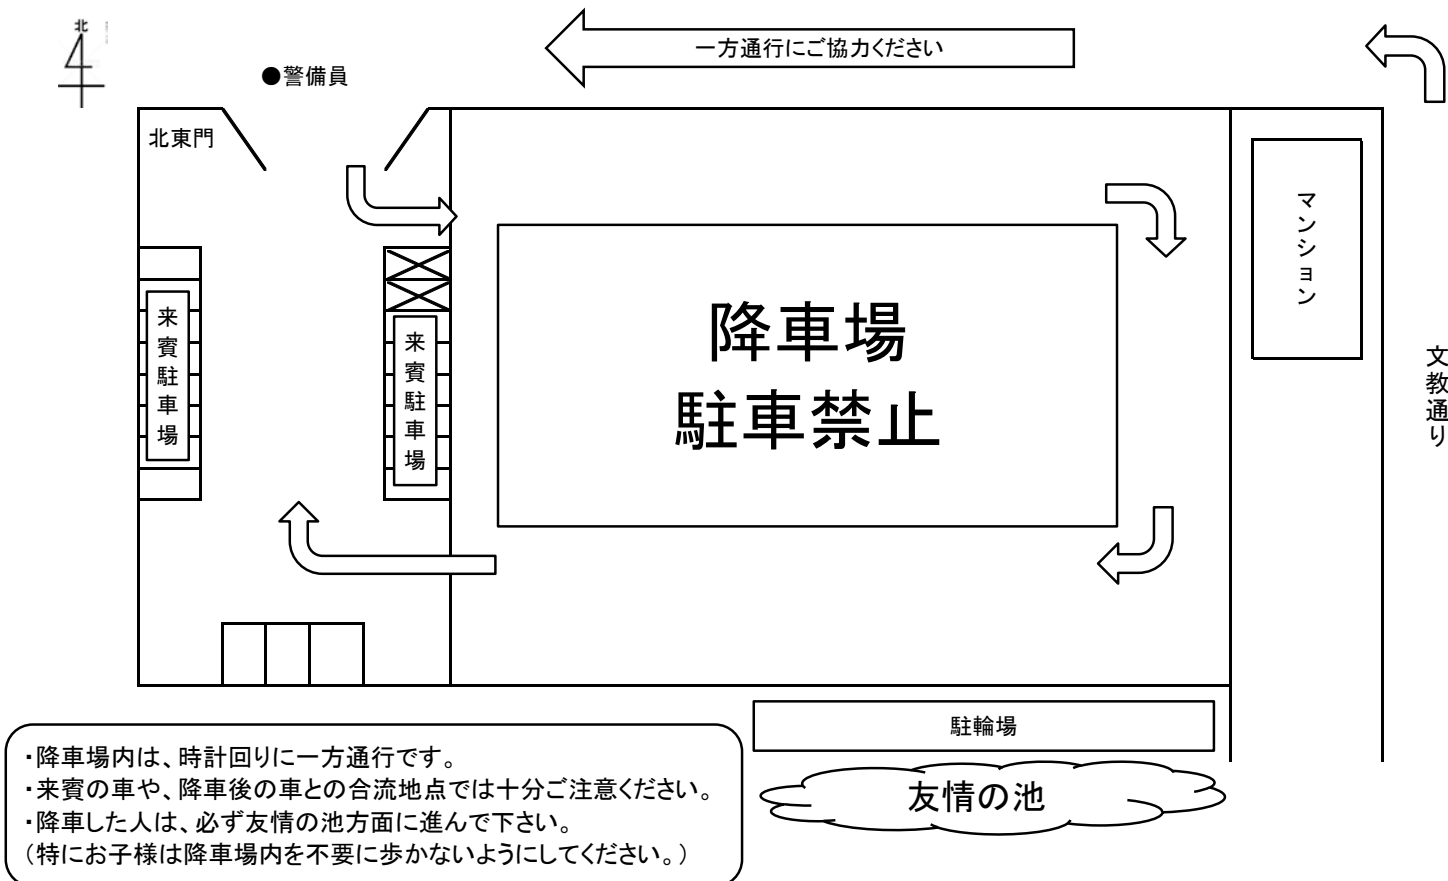 北
一方通行にご協力ください
●警備員
北東門
マンション
来賓駐車場
来賓駐車場
降車場
駐車禁止
文教通り
駐輪場
友情の池
・降車場内は、時計回りに一方通行です。
・来賓の車や、降車後の車との合流地点では十分ご注意ください。
・降車した人は、必ず友情の池方面に進んで下さい。
（特にお子様は降車場内を不要に歩かないようにしてください。）